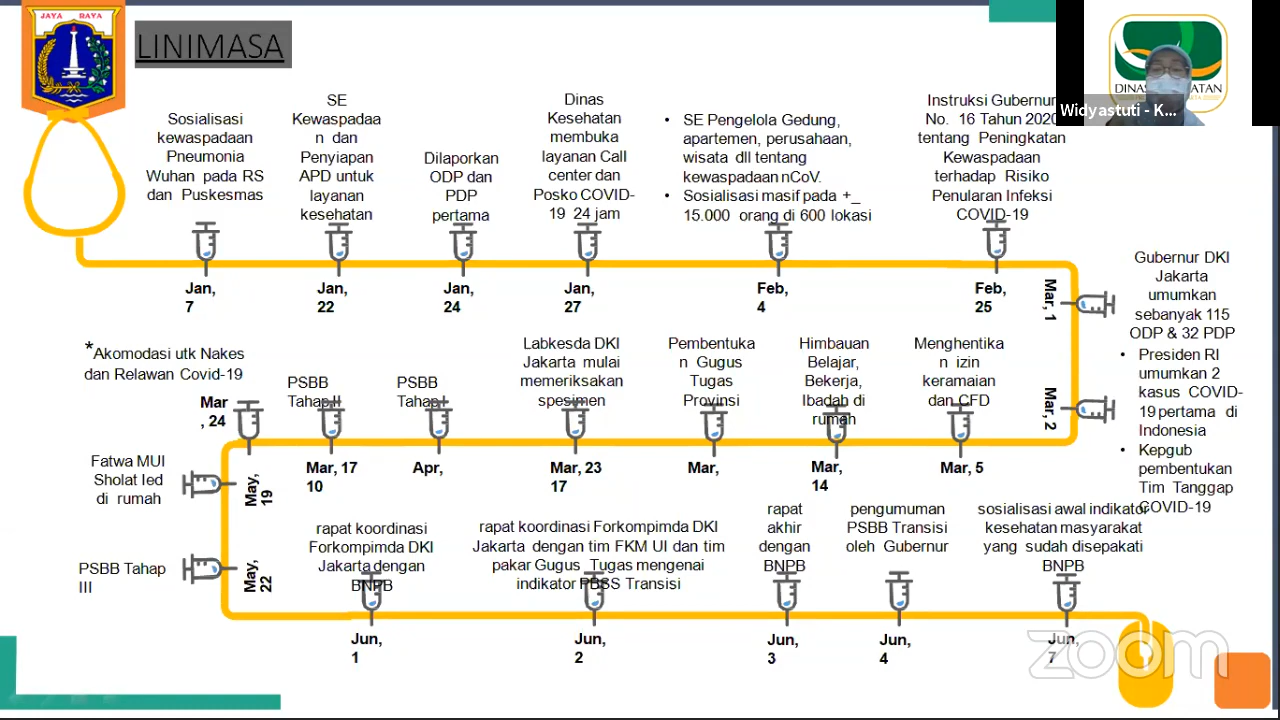 JAYA RAYA
LINIMASA
Sosialisasi
kewaspadaan
Pneumonia
Wuhan pada RS
dan Puskesmas
SE
Kewaspadaa
n dan
Penyiapan
APD untuk
layanan
kesehatan
Dilaporkan
ODP dan
PDP
pertama
Dinas
Kesehatan
membuka
layanan Call
center dan
Posko COVID-
19 24 jam
• SE Pengelola Gedung,
apartemen, perusahaan,
wisata dll tentang
kewaspadaan nCoV.
• Sosialisasi masif pada +_
15.000 orang di 600 lokasi
Instruksi Gubernur
No. 16 Tahun 2020
tentang Peningkatan
Kewaspadaan
terhadap Risiko
Penularan Infeksi
COVID-19
Widyastuti - K...
Jan,
7
Jan,
22
Jan,
24
Jan,
27
Feb,
4
Feb,
25
Mar, 1
Gubernur DKI
Jakarta
umumkan
sebanyak 115
ODP & 32 PDP
Mar, 2
• Presiden RI
umumkan 2
kasus COVID-
19 pertama di
Indonesia
• Kepgub
pembentukan
Tim Tanggap
COVID-19
*Akomodasi utk Nakes
dan Relawan Covid-19
PSBB
Tahap II
PSBB
Tahap I
Labkesda DKI
Jakarta mulai
memeriksakan
spesimen
Pembentuka
n Gugus
Tugas
Provinsi
Himbauan
Belajar,
Bekerja,
Ibadah di
rumah
Menghentika
n izin
keramaian
dan CFD
Mar
, 24
Mar, 17
10
Apr,
Mar, 23
17
Mar,
Mar,
14
Mar, 5
Fatwa MUI
Sholat Ied
di rumah
May,
19
PSBB Tahap
III
May,
22
rapat koordinasi
Forkompimda DKI
Jakarta dengan
BNPB
rapat koordinasi Forkompimda DKI
Jakarta dengan tim FKM UI dan tim
pakar Gugus Tugas mengenai
indikator PBSS Transisi
rapat
akhir
dengan
BNPB
pengumuman
PSBB Transisi
oleh Gubernur
sosialisasi awal indikator
kesehatan masyarakat
yang sudah disepakati
BNPB
Jun,
1
Jun,
2
Jun,
3
Jun,
4
Jun,
7
zoom